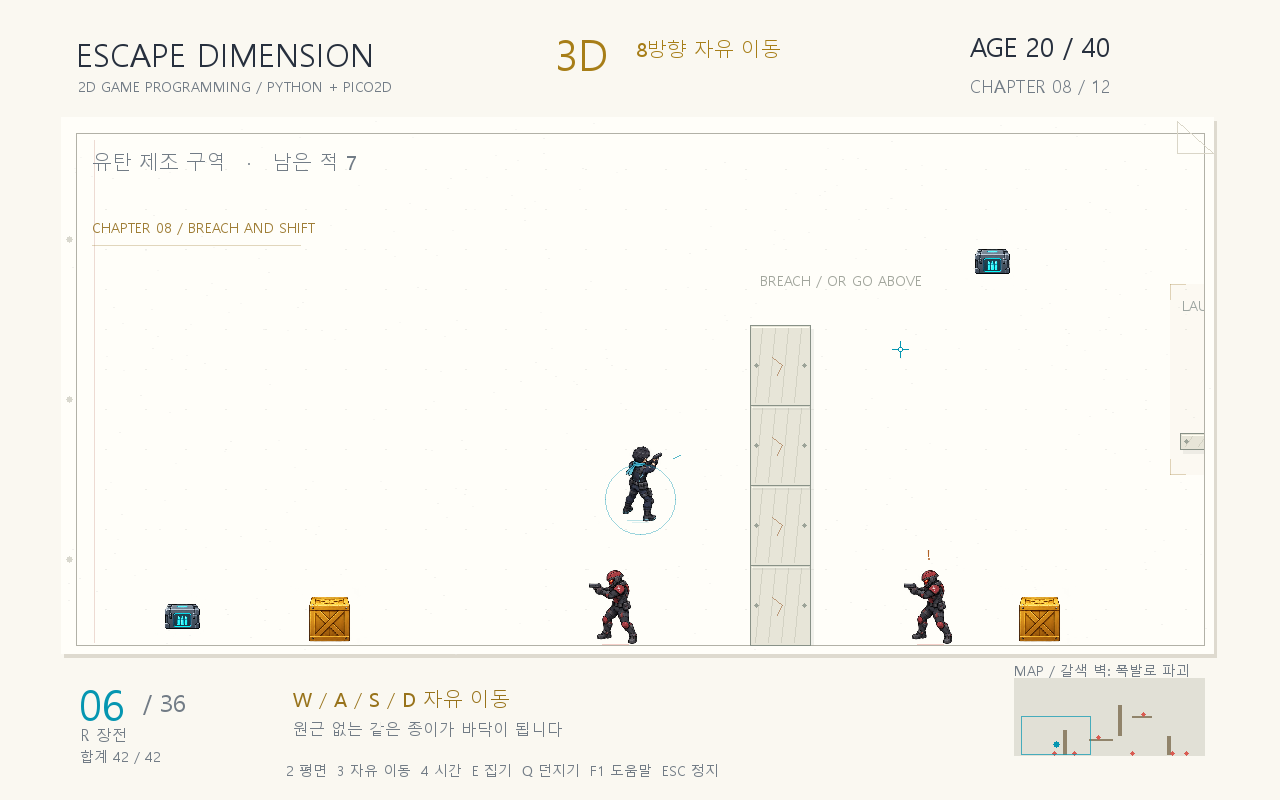 ESCAPE DIMENSION
2D GAME PROGRAMMING / PYTHON + PICO2D
3D 8방향 자유 이동
AGE 20 / 40
CHAPTER 08 / 12
유탄 제조 구역 · 남은 적 7
CHAPTER 08 / BREACH AND SHIFT
BREACH / OR GO ABOVE
LAU
!
06 / 36
R 장전
합계 42 / 42
W / A / S / D 자유 이동
원근 없는 같은 종이가 바닥이 됩니다
2 평면 3 자유 이동 4 시간 E 집기 Q 던지기 F1 도움말 ESC 정지
MAP / 갈색 벽: 폭발로 파괴